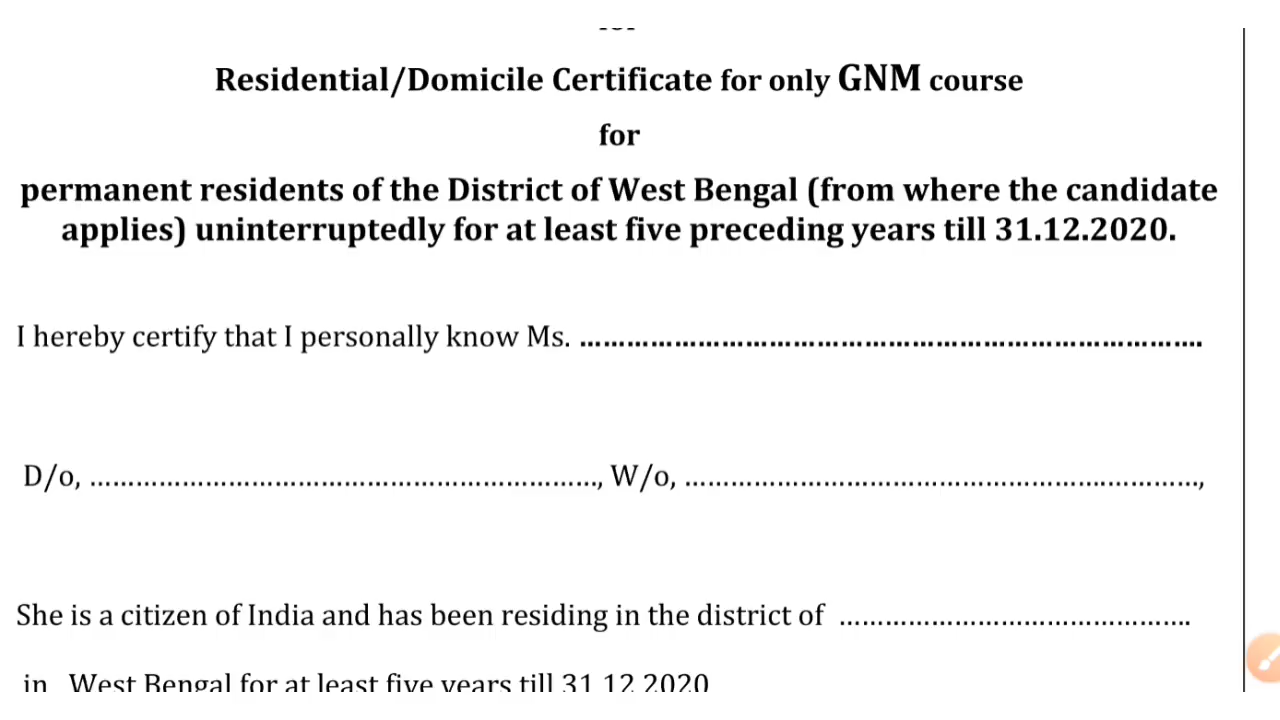 Residential/Domicile Certificate for only GNM course
for
permanent residents of the District of West Bengal (from where the candidate
applies) uninterruptedly for at least five preceding years till 31.12.2020.
I hereby certify that I personally know Ms. ................................................................................
D/o, .................................................................., W/o, ..................................................................,
She is a citizen of India and has been residing in the district of .............................................
in West Bengal for at least five years till 31.12.2020